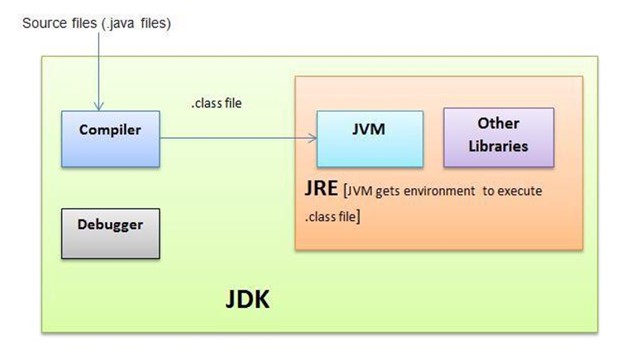 Source files (.java files)
.class file
Compiler
JVM
Other
Libraries
JRE [JVM gets environment to execute
.class file]
Debugger
JDK